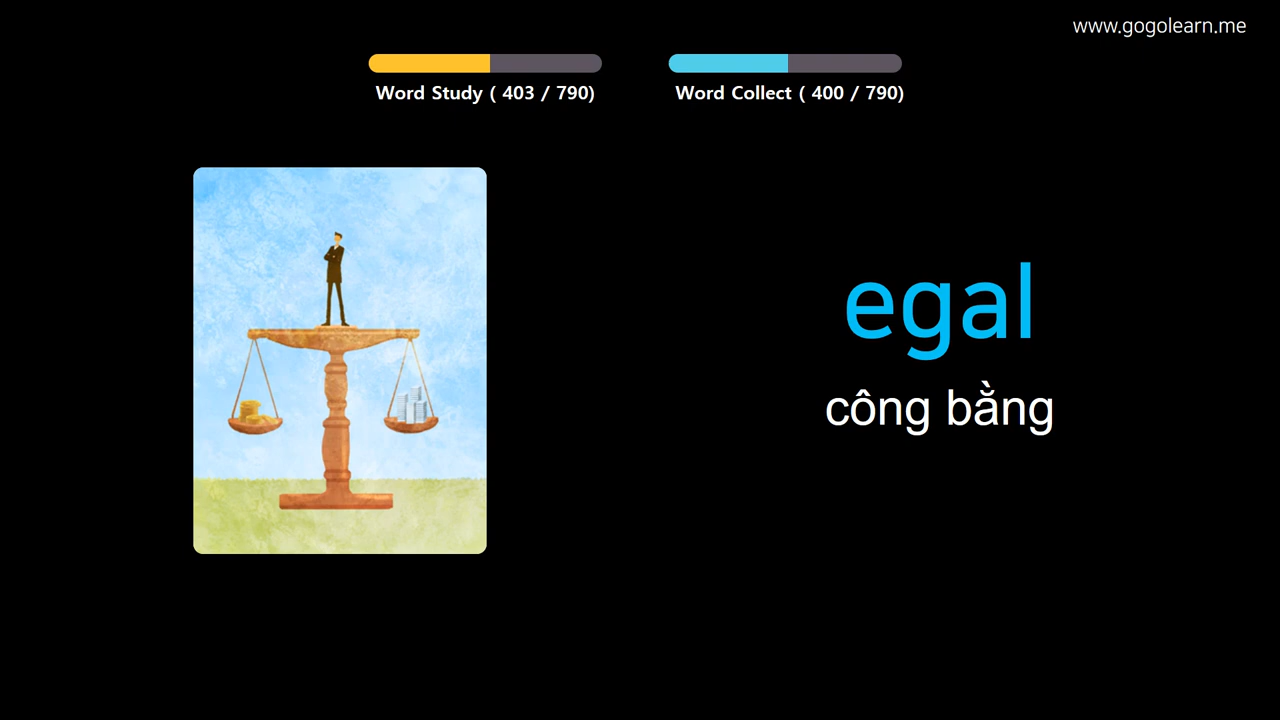 www.gogolearn.me
Word Study ( 403 / 790)
Word Collect ( 400 / 790)
egal
công bằng